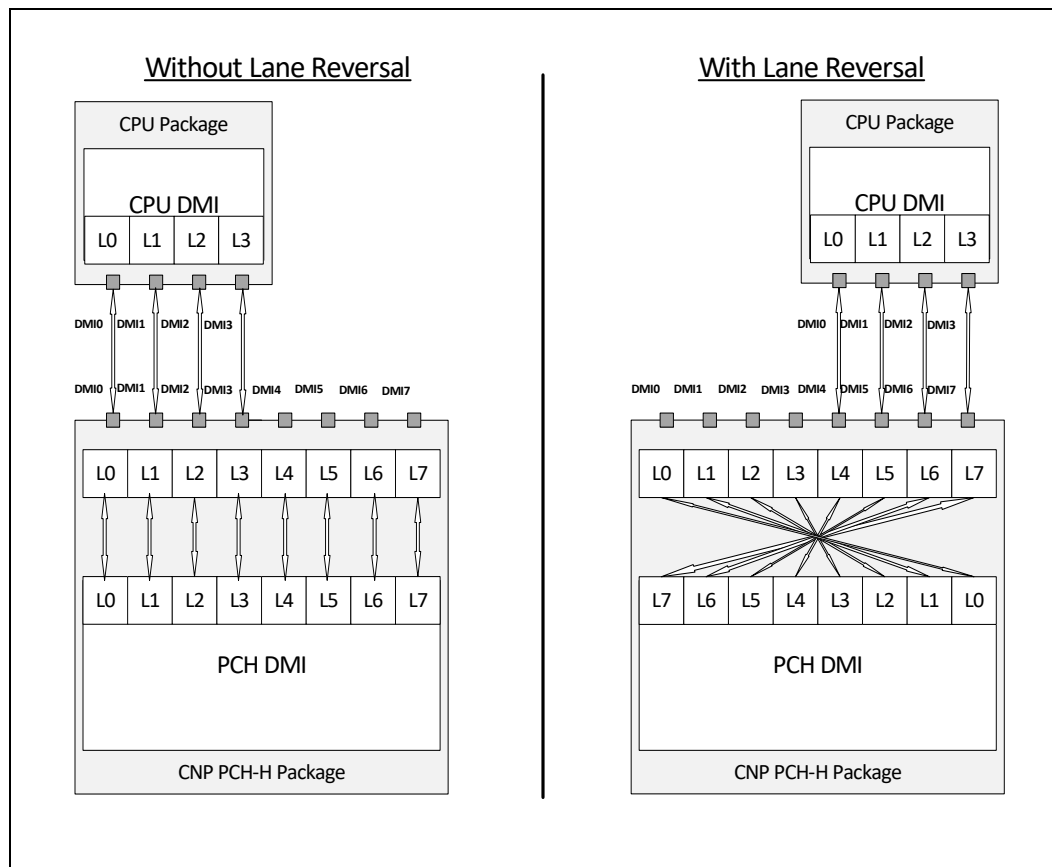 Without Lane Reversal
CPU Package
CPU DMI
L0 L1 L2 L3
DMI0 DMI1 DMI2 DMI3
DMI0 DMI1 DMI2 DMI3 DMI4 DMI5 DMI6 DMI7
L0 L1 L2 L3 L4 L5 L6 L7
L0 L1 L2 L3 L4 L5 L6 L7
PCH DMI
CNP PCH-H Package
With Lane Reversal
CPU Package
CPU DMI
L0 L1 L2 L3
DMI0 DMI1 DMI2 DMI3
DMI0 DMI1 DMI2 DMI3 DMI4 DMI5 DMI6 DMI7
L0 L1 L2 L3 L4 L5 L6 L7
L7 L6 L5 L4 L3 L2 L1 L0
PCH DMI
CNP PCH-H Package